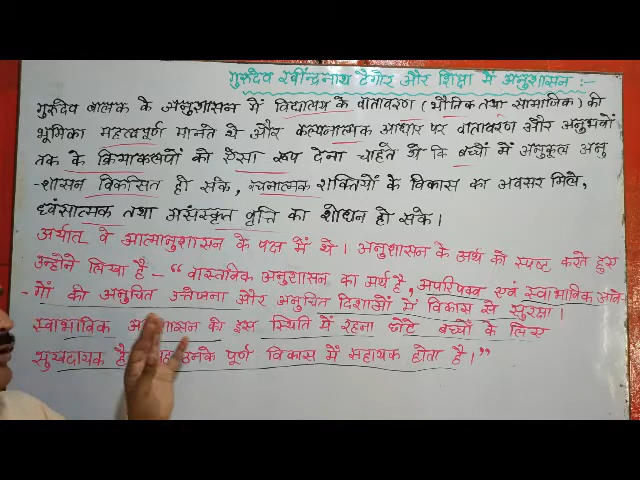 गुरुदेव रवींद्रनाथ टैगोर और शिक्षा में अनुशासन :-
गुरुदेव बालक के अनुशासन में विद्यालय के वातावरण (भौतिक तथा सामाजिक) की
भूमिका महत्वपूर्ण मानते थे और कल्पनात्मक आधार पर वातावरण और अनुभवों
तक के क्रियाकलापों को ऐसा रूप देना चाहते थे कि बच्चों में अनुकूल अनु
-शासन विकसित हो सके, रचनात्मक शक्तियों के विकास का अवसर मिले,
ध्वंसात्मक तथा असंस्कृत वृत्ति का शोधन हो सके।
अर्थात् वे आत्मानुशासन के पक्ष में थे। अनुशासन के अर्थ को स्पष्ट करते हुए
उन्होंने लिखा है - "वास्तविक अनुशासन का अर्थ है, अपरिपक्व एवं स्वाभाविक आवे-
-गों की अनुचित उत्तेजना और अनुचित दिशाओं में विकास से सुरक्षा।
स्वाभाविक की इस स्थिति में रहना छोटे बच्चों के लिए
सुखदायक है उनके पूर्ण विकास में सहायक होता है।"